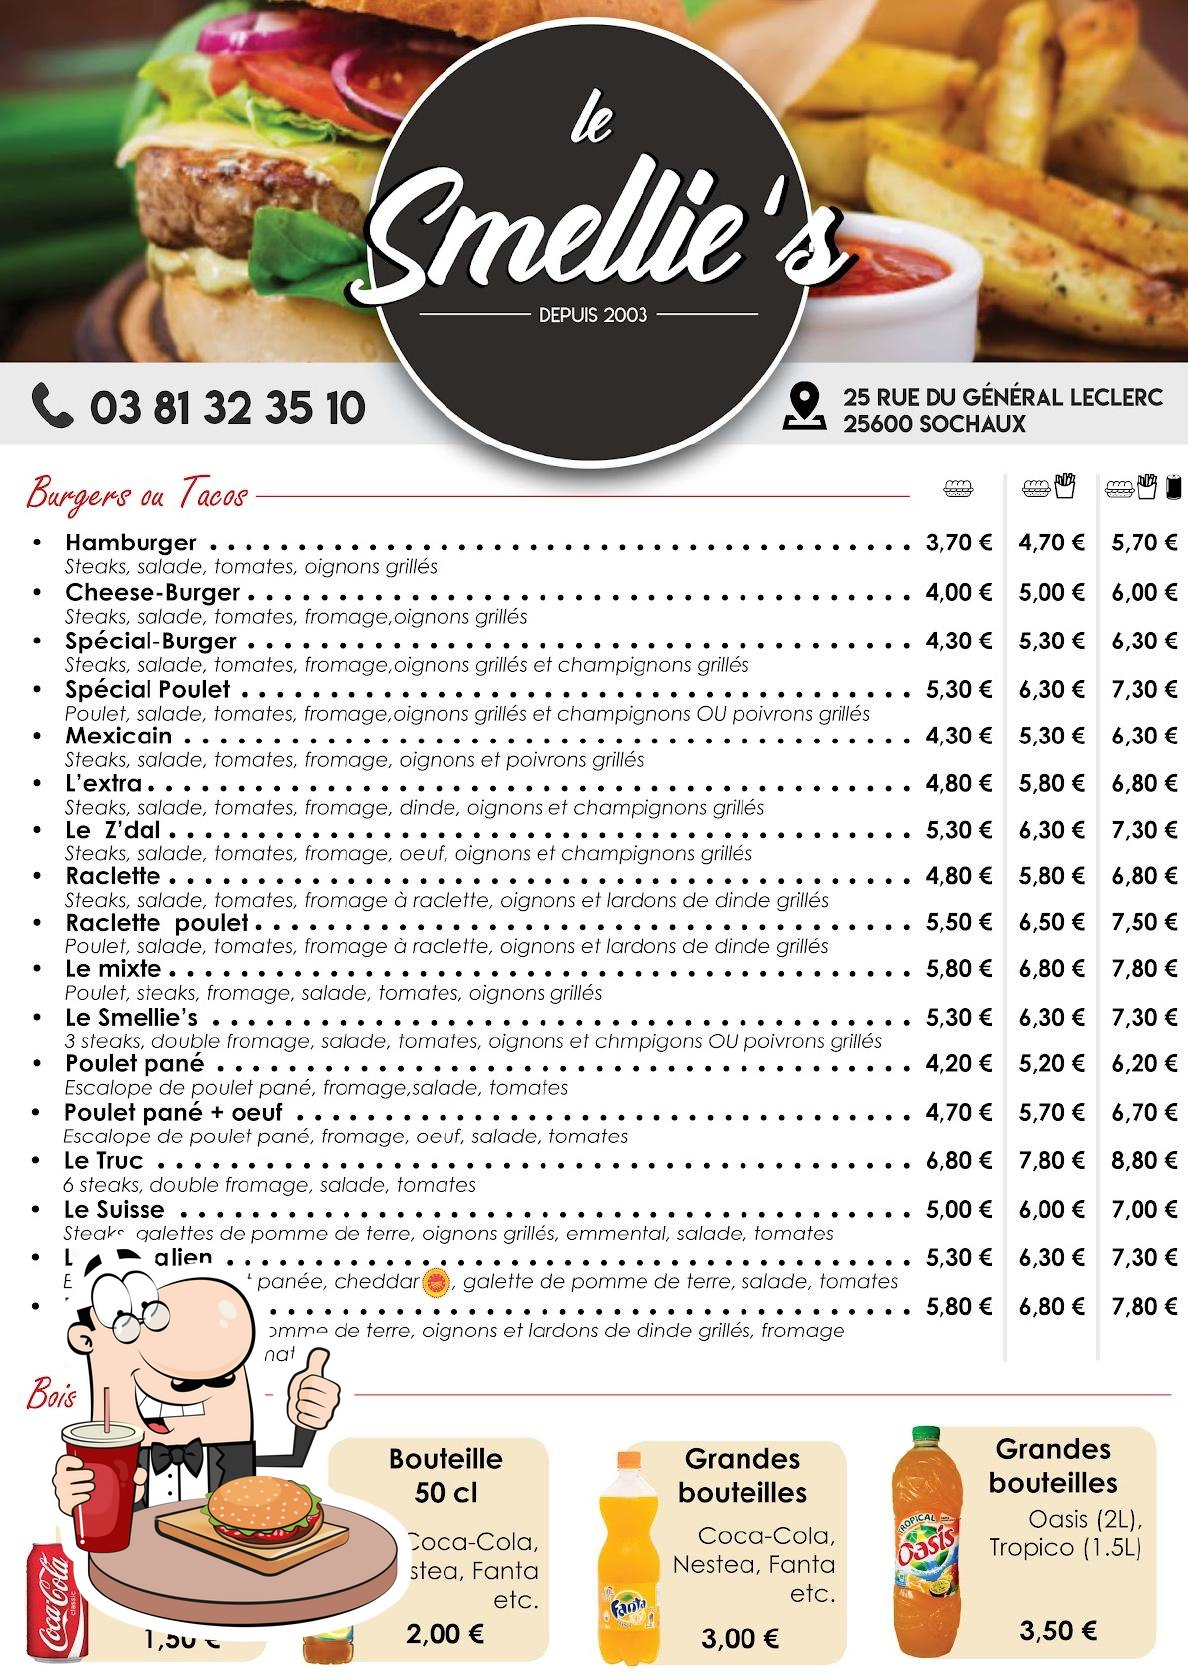 le
Smellie's
DEPUIS 2003
03 81 32 35 10
25 RUE DU GÉNÉRAL LECLERC
25600 SOCHAUX
Burgers ou Tacos
• Hamburger 3,70 € 4,70 € 5,70 €
Steaks, salade, tomates, oignons grillés
• Cheese-Burger 4,00 € 5,00 € 6,00 €
Steaks, salade, tomates, fromage,oignons grillés
• Spécial-Burger 4,30 € 5,30 € 6,30 €
Steaks, salade, tomates, fromage,oignons grillés et champignons grillés
• Spécial Poulet 5,30 € 6,30 € 7,30 €
Poulet, salade, tomates, fromage,oignons grillés et champignons OU poivrons grillés
• Mexicain 4,30 € 5,30 € 6,30 €
Steaks, salade, tomates, fromage, oignons et poivrons grillés
• L'extra 4,80 € 5,80 € 6,80 €
Steaks, salade, tomates, fromage, dinde, oignons et champignons grillés
• Le Z'dal 5,30 € 6,30 € 7,30 €
Steaks, salade, tomates, fromage, oeuf, oignons et champignons grillés
• Raclette 4,80 € 5,80 € 6,80 €
Steaks, salade, tomates, fromage à raclette, oignons et lardons de dinde grillés
• Raclette poulet 5,50 € 6,50 € 7,50 €
Poulet, salade, tomates, fromage à raclette, oignons et lardons de dinde grillés
• Le mixte 5,80 € 6,80 € 7,80 €
Poulet, steaks, fromage, salade, tomates, oignons grillés
• Le Smellie's 5,30 € 6,30 € 7,30 €
3 steaks, double fromage, salade, tomates, oignons et chmpigons OU poivrons grillés
• Poulet pané 4,20 € 5,20 € 6,20 €
Escalope de poulet pané, fromage,salade, tomates
• Poulet pané + oeuf 4,70 € 5,70 € 6,70 €
Escalope de poulet pané, fromage, oeuf, salade, tomates
• Le Truc 6,80 € 7,80 € 8,80 €
6 steaks, double fromage, salade, tomates
• Le Suisse 5,00 € 6,00 € 7,00 €
Steaks, galettes de pomme de terre, oignons grillés, emmental, salade, tomates
• 5,30 € 6,30 € 7,30 €
panée, cheddar , galette de pomme de terre, salade, tomates
• 5,80 € 6,80 € 7,80 €
de terre, oignons et lardons de dinde grillés, fromage
Bouteille
50 cl
Coca-Cola,
Fanta
etc.
2,00 €
Grandes
bouteilles
Coca-Cola,
Nestea, Fanta
etc.
3,00 €
Grandes
bouteilles
Oasis (2L),
Tropico (1.5L)
3,50 €
Coca-Cola
classic
1,50 €
Fanta
TROPICAL
Oasis